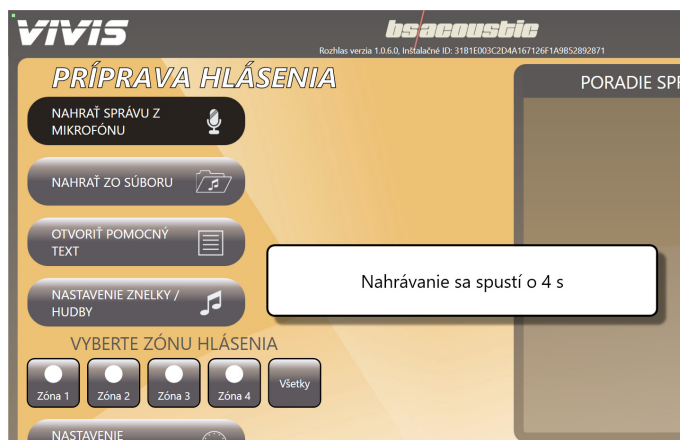 VIVIS
bsacoustic
Rozhlas verzia 1.0.6.0, Inštalačné ID: 31B1E003C2D4A167126F1A9B52892871
PRÍPRAVA HLÁSENIA
PORADIE SPR
NAHRAŤ SPRÁVU Z
MIKROFÓNU
NAHRAŤ ZO SÚBORU
OTVORIŤ POMOCNÝ
TEXT
Nahrávanie sa spustí o 4 s
NASTAVENIE ZNELKY /
HUDBY
VYBERTE ZÓNU HLÁSENIA
Zóna 1 Zóna 2 Zóna 3 Zóna 4 Všetky
NASTAVENIE